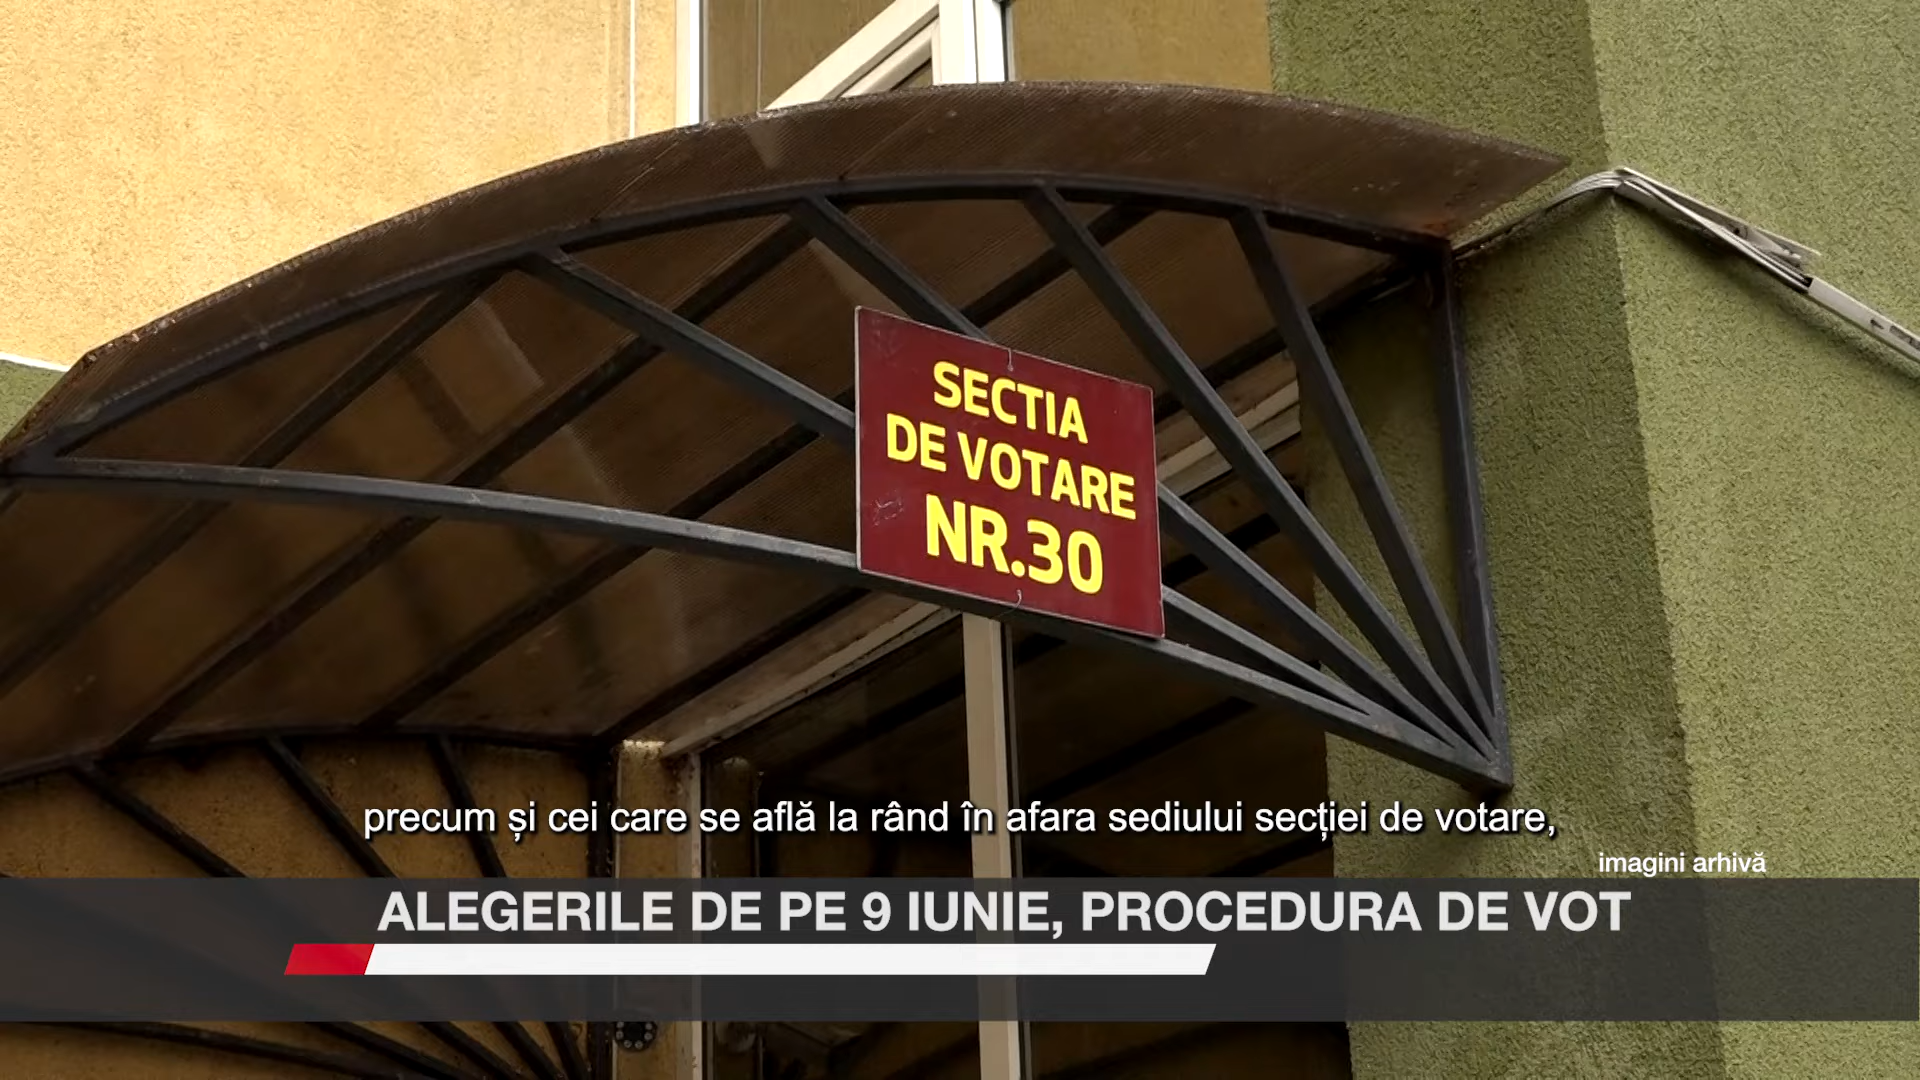 SECTIA
DE VOTARE
NR.30
precum și cei care se află la rând în afara sediului secției de votare,
imagini arhivă
ALEGERILE DE PE 9 IUNIE, PROCEDURA DE VOT